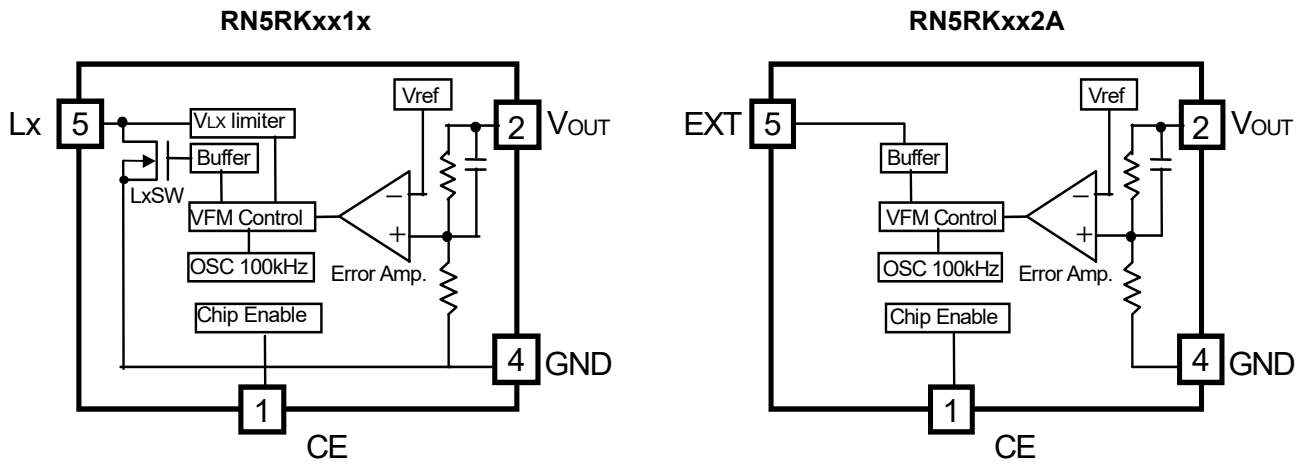 RN5RKxx1x
Lx
5
VLX limiter
Vref
2
VOUT
Buffer
LxSW
VFM Control
−
+
OSC 100kHz
Error Amp.
Chip Enable
4
GND
1
CE
RN5RKxx2A
EXT
5
Vref
2
VOUT
Buffer
VFM Control
−
+
OSC 100kHz
Error Amp.
Chip Enable
4
GND
1
CE